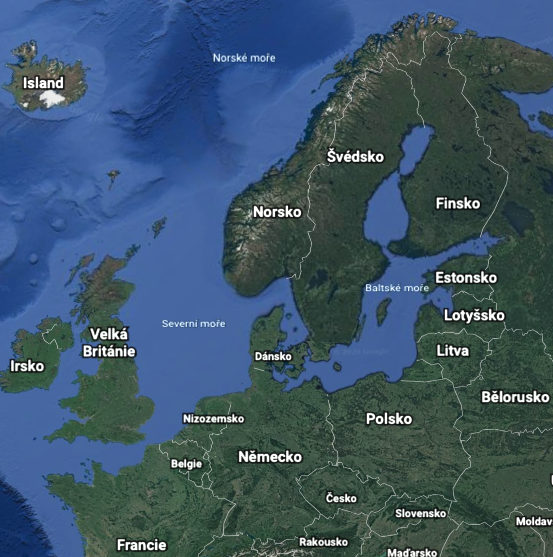 Norské moře
Island
Švédsko
Norsko
Finsko
Estonsko
Baltské moře
Lotyšsko
Severní moře
Velká
Británie
Dánsko
Litva
Irsko
Bělorusko
Nizozemsko
Polsko
Německo
Belgie
Česko
Slovensko
Moldav
Rakousko
Francie
Maďarsko